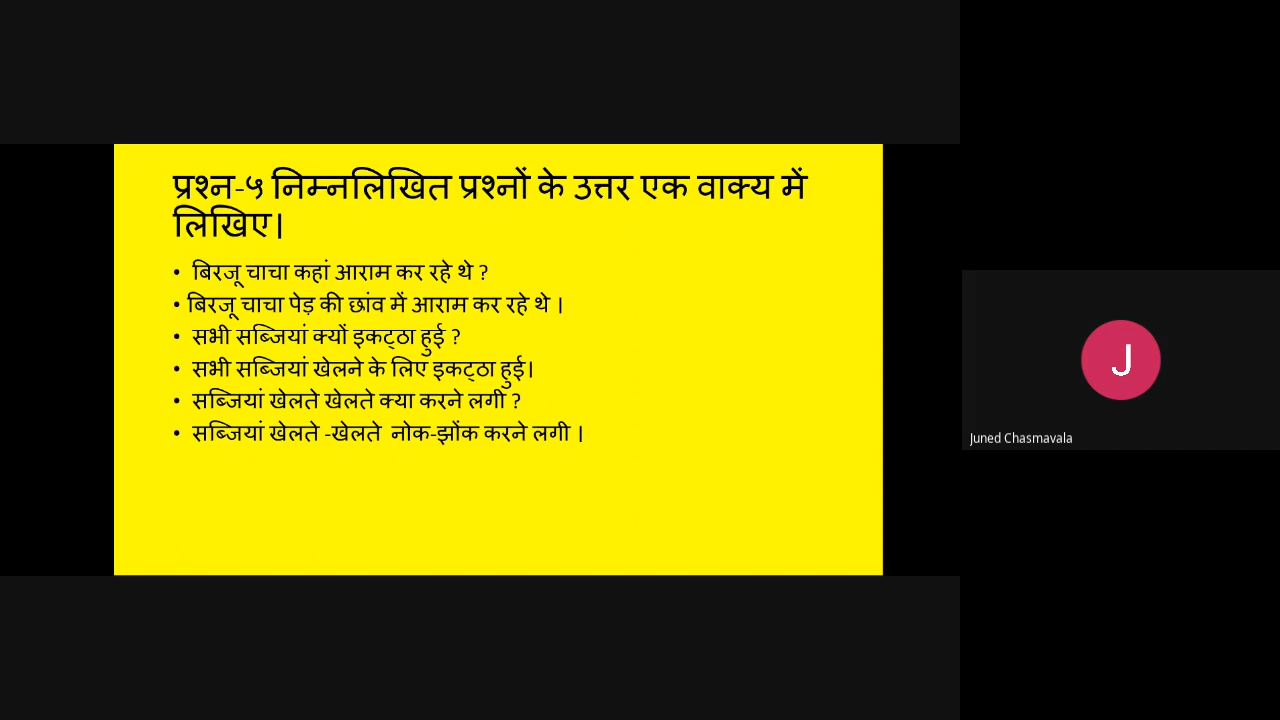 प्रश्न-५ निम्नलिखित प्रश्नों के उत्तर एक वाक्य में
लिखिए।
• बिरजू चाचा कहां आराम कर रहे थे ?
• बिरजू चाचा पेड़ की छांव में आराम कर रहे थे ।
• सभी सब्जियां क्यों इकट्ठा हुई ?
• सभी सब्जियां खेलने के लिए इकट्ठा हुई।
• सब्जियां खेलते खेलते क्या करने लगी ?
• सब्जियां खेलते -खेलते नोक-झोंक करने लगी ।
J
Juned Chasmavala